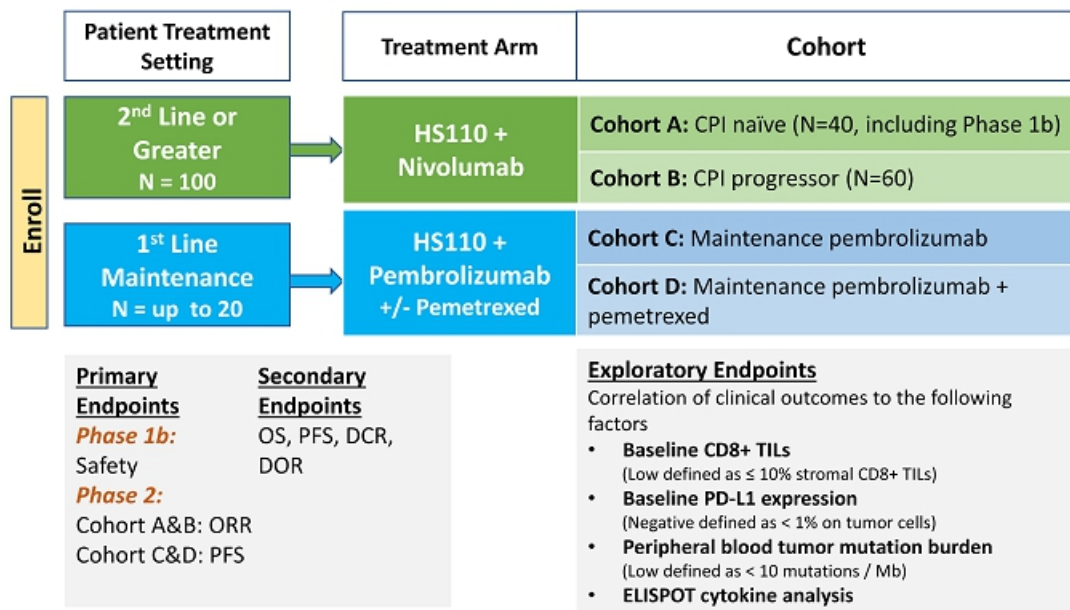 Patient Treatment
Setting
Treatment Arm
Cohort
Enroll
2nd Line or
Greater
N = 100
HS110 +
Nivolumab
Cohort A: CPI naïve (N=40, including Phase 1b)
Cohort B: CPI progressor (N=60)
1st Line
Maintenance
N = up to 20
HS110 +
Pembrolizumab
+/- Pemetrexed
Cohort C: Maintenance pembrolizumab
Cohort D: Maintenance pembrolizumab +
pemetrexed
Primary
Endpoints
Phase 1b:
Safety
Phase 2:
Cohort A&B: ORR
Cohort C&D: PFS
Secondary
Endpoints
OS, PFS, DCR,
DOR
Exploratory Endpoints
Correlation of clinical outcomes to the following
factors
• Baseline CD8+ TILs
(Low defined as ≤ 10% stromal CD8+ TILs)
• Baseline PD-L1 expression
(Negative defined as < 1% on tumor cells)
• Peripheral blood tumor mutation burden
(Low defined as < 10 mutations / Mb)
• ELISPOT cytokine analysis